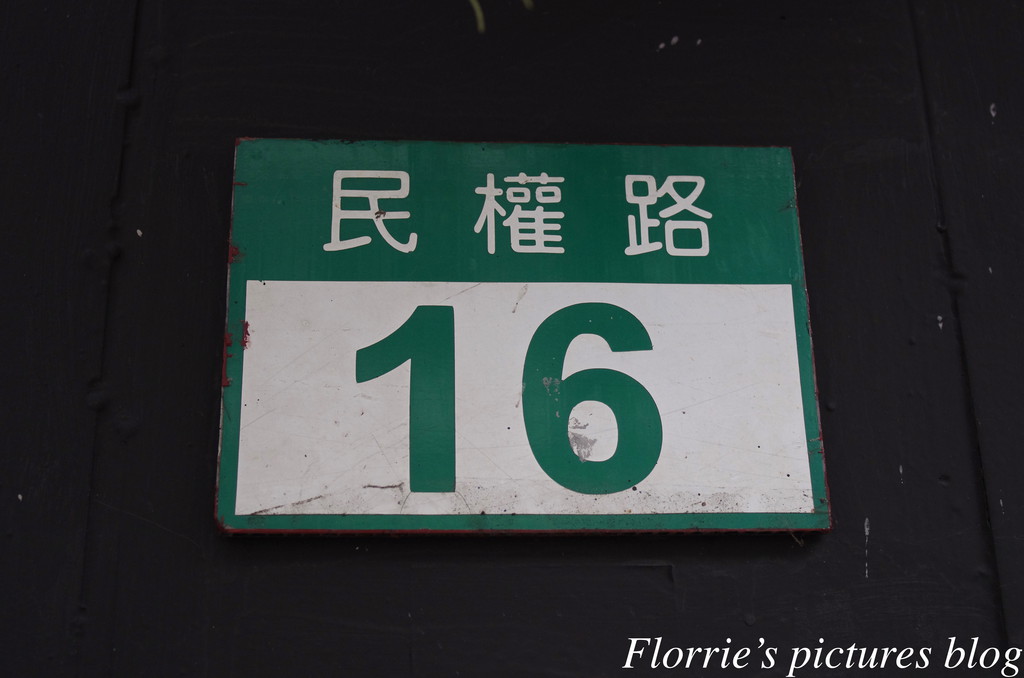 民權路
16
Florrie's pictures blog